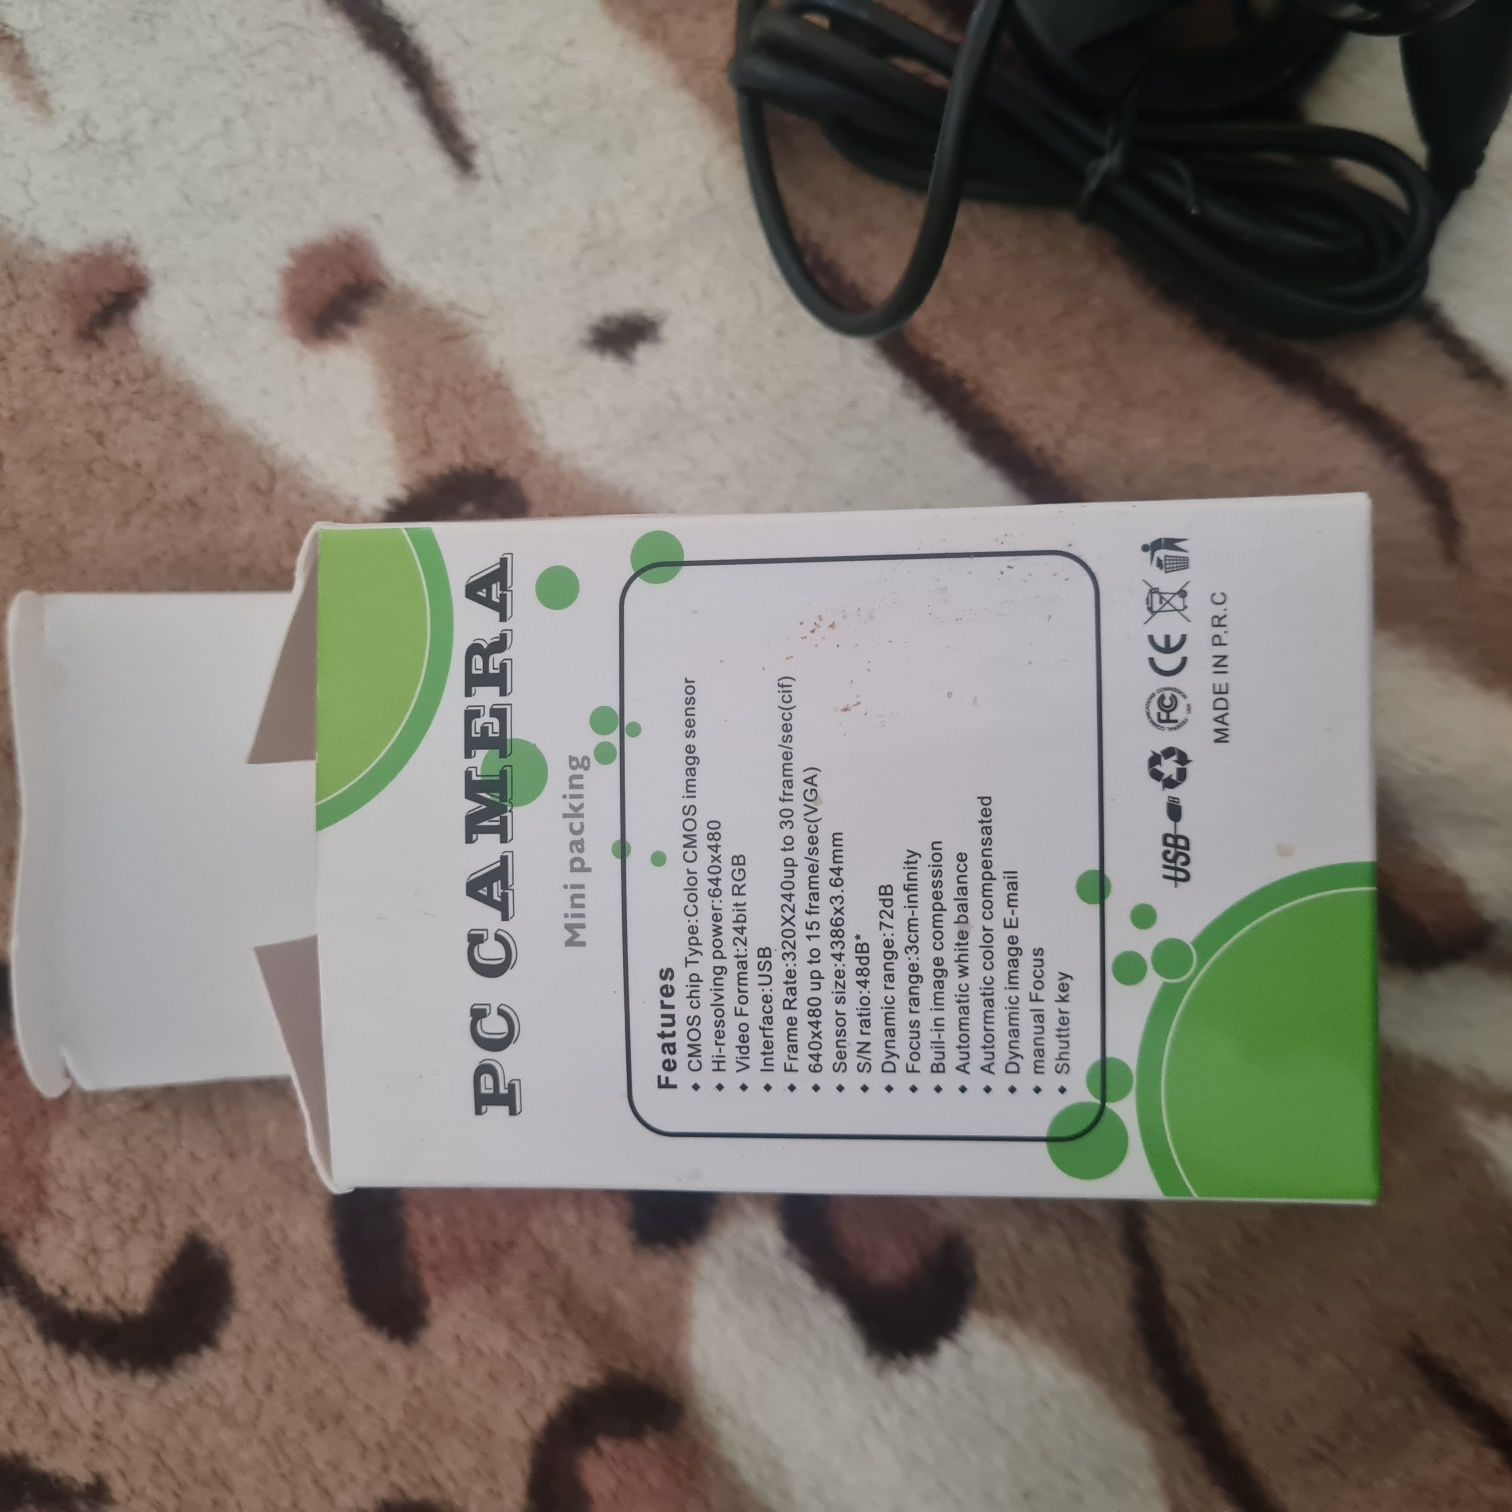 PC CAMERA
Mini packing
Features
CMOS chip Type:Color CMOS image sensor
Hi-resolving power:640x480
Video Format:24bit RGB
Interface:USB
Frame Rate:320X240up to 30 frame/sec(cif)
640x480 up to 15 frame/sec(VGA)
Sensor size:4386x3.64mm
S/N ratio:48dB*
Dynamic range:72dB
Focus range:3cm-infinity
Buil-in image compession
Automatic white balance
Autormatic color compensated
Dynamic image E-mail
manual Focus
Shutter key
USB FC CE
MADE IN P.R.C